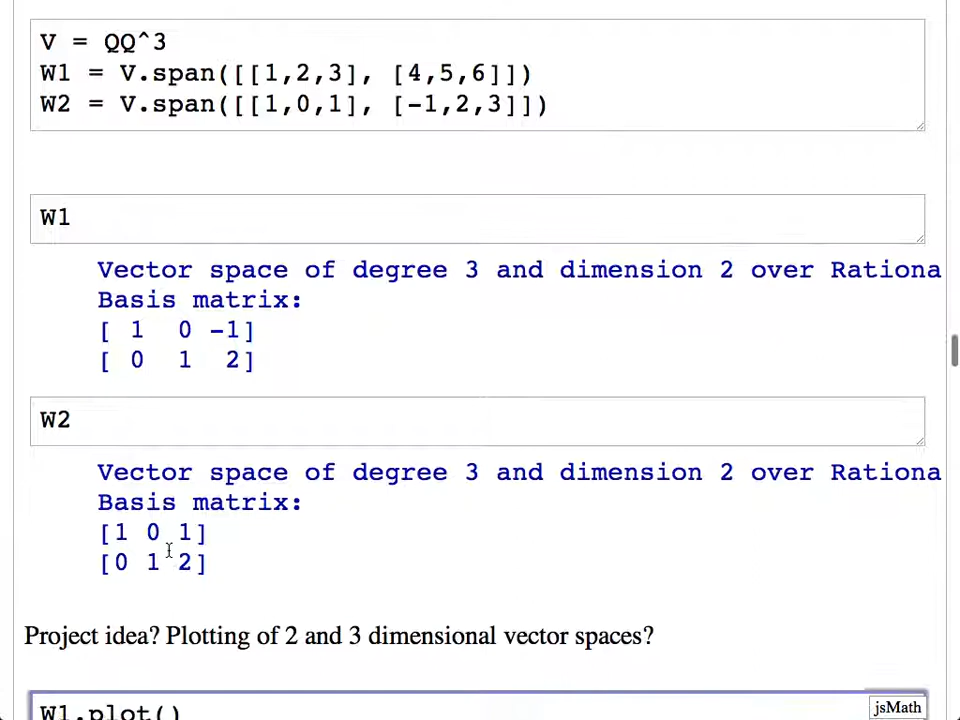 V = QQ^3
W1 = V.span([[1,2,3], [4,5,6]])
W2 = V.span([[1,0,1], [-1,2,3]])
W1
Vector space of degree 3 and dimension 2 over Rationa
Basis matrix:
[ 1 0 -1]
[ 0 1 2]
W2
Vector space of degree 3 and dimension 2 over Rationa
Basis matrix:
[1 0 1]
[0 1 2]
Project idea? Plotting of 2 and 3 dimensional vector spaces?
W1.plot()
jsMath